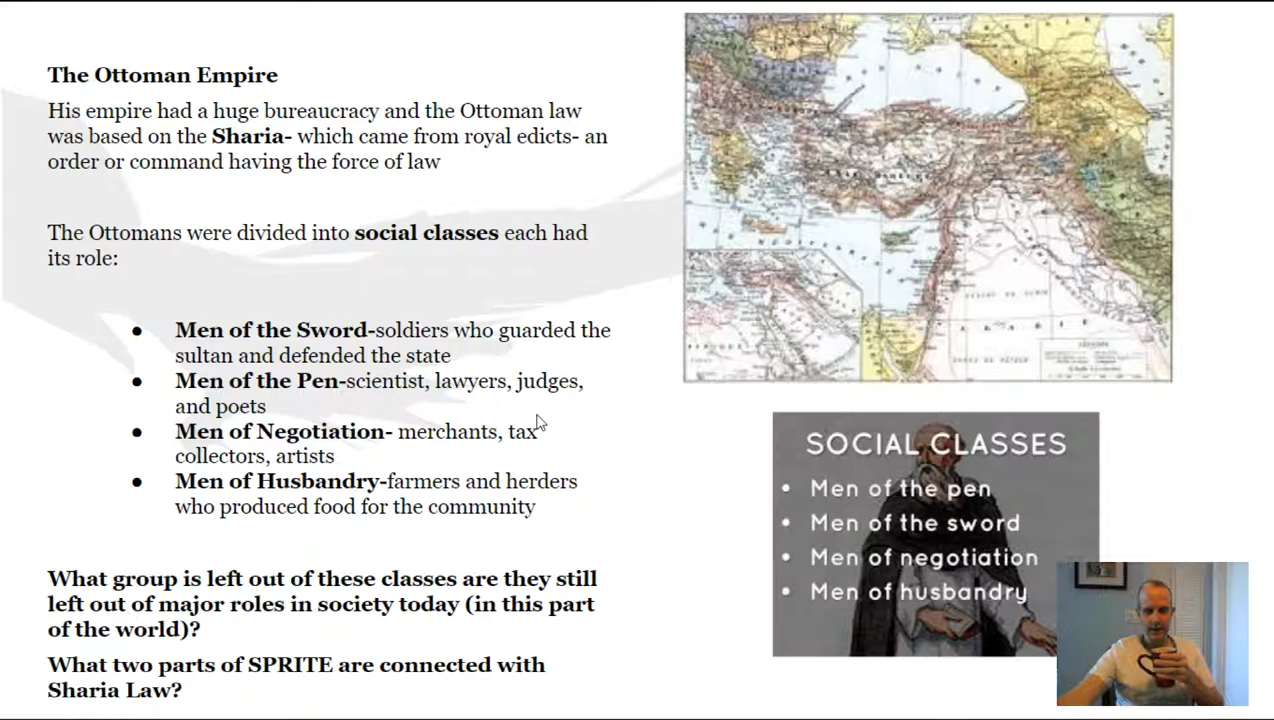 The Ottoman Empire
His empire had a huge bureaucracy and the Ottoman law
was based on the Sharia- which came from royal edicts- an
order or command having the force of law
The Ottomans were divided into social classes each had
its role:
● Men of the Sword-soldiers who guarded the
sultan and defended the state
● Men of the Pen-scientist, lawyers, judges,
and poets
● Men of Negotiation- merchants, tax
collectors, artists
● Men of Husbandry-farmers and herders
who produced food for the community
What group is left out of these classes are they still
left out of major roles in society today (in this part
of the world)?
What two parts of SPRITE are connected with
Sharia Law?
SOCIAL CLASSES
• Men of the pen
• Men of the sword
• Men of negotiation
• Men of husbandry